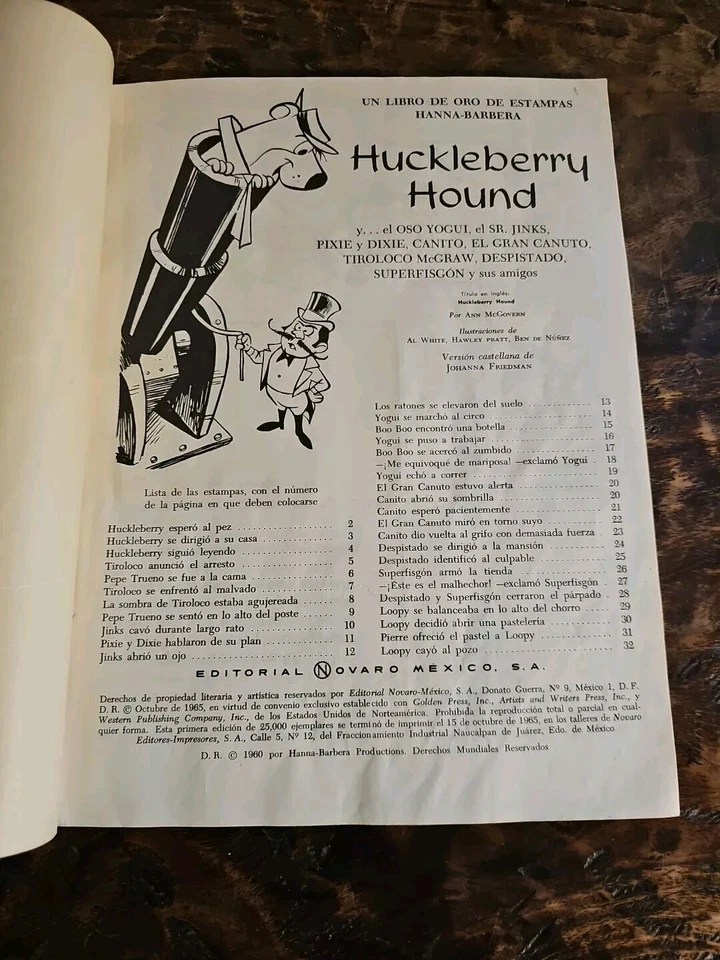 UN LIBRO DE ORO DE ESTAMPAS
HANNA-BARBERA
Huckleberry
Hound
y. . . el OSO YOGUI, el SR. JINKS,
PIXIE y DIXIE, CANITO, EL GRAN CANUTO,
TIROLOCO McGRAW, DESPISTADO,
SUPERFISGÓN y sus amigos
Título en inglés:
Huckleberry Hound
Por ANN MCGOVERN
Ilustraciones de
AL WHITE, HAWLEY PRATT, BEN DE NÚÑEZ
Versión castellana de
JOHANNA FRIEDMAN
Lista de las estampas, con el número
de la página en que deben colocarse
Huckleberry esperó al pez . . . . . . . . . . . . . . 2
Huckleberry se dirigió a su casa . . . . . . . . . . 3
Huckleberry siguió leyendo . . . . . . . . . . . . . 4
Tiroloco anunció el arresto . . . . . . . . . . . . . 5
Pepe Trueno se fue a la cama . . . . . . . . . . . 6
Tiroloco se enfrentó al malvado . . . . . . . . . . 7
La sombra de Tiroloco estaba agujereada . . . . . . 8
Pepe Trueno se sentó en lo alto del poste . . . . . 9
Jinks cavó durante largo rato . . . . . . . . . . . 10
Pixie y Dixie hablaron de su plan . . . . . . . . . 11
Jinks abrió un ojo . . . . . . . . . . . . . . . . . 12
Los ratones se elevaron del suelo . . . . . . . . . 13
Yogui se marchó al circo . . . . . . . . . . . . . . 14
Boo Boo encontró una botella . . . . . . . . . . . 15
Yogui se puso a trabajar . . . . . . . . . . . . . . 16
Boo Boo se acercó al zumbido . . . . . . . . . . . 17
—¡Me equivoqué de mariposa! —exclamó Yogui . 18
Yogui echó a correr . . . . . . . . . . . . . . . . . 19
El Gran Canuto estuvo alerta . . . . . . . . . . . 20
Canito abrió su sombrilla . . . . . . . . . . . . . 20
Canito esperó pacientemente . . . . . . . . . . . . 21
El Gran Canuto miró en torno suyo . . . . . . . . 22
Canito dio vuelta al grifo con demasiada fuerza . 23
Despistado se dirigió a la mansión . . . . . . . . . 24
Despistado identificó al culpable . . . . . . . . . 25
Superfisgón armó la tienda . . . . . . . . . . . . . 26
—¡Éste es el malhechor! —exclamó Superfisgón . 27
Despistado y Superfisgón cerraron el párpado . 28
Loopy se balanceaba en lo alto del chorro . . . . . 29
Loopy decidió abrir una pastelería . . . . . . . . . 30
Pierre ofreció el pastel a Loopy . . . . . . . . . . 31
Loopy cayó al pozo . . . . . . . . . . . . . . . . . 32
EDITORIAL NOVARO MÉXICO, S. A.
Derechos de propiedad literaria y artística reservados por Editorial Novaro-México, S. A., Donato Guerra, Nº 9, México 1, D. F.
D. R. © Octubre de 1965, en virtud de convenio exclusivo establecido con Golden Press, Inc., Artists and Writers Press, Inc., y
Western Publishing Company, Inc., de los Estados Unidos de Norteamérica. Prohibida la reproducción total o parcial en cual-
quier forma. Esta primera edición de 25,000 ejemplares se terminó de imprimir el 15 de octubre de 1965, en los talleres de Novaro
Editores-Impresores, S. A., Calle 5, Nº 12, del Fraccionamiento Industrial Naucalpan de Juárez, Edo. de México
D. R. © 1960 por Hanna-Barbera Productions. Derechos Mundiales Reservados